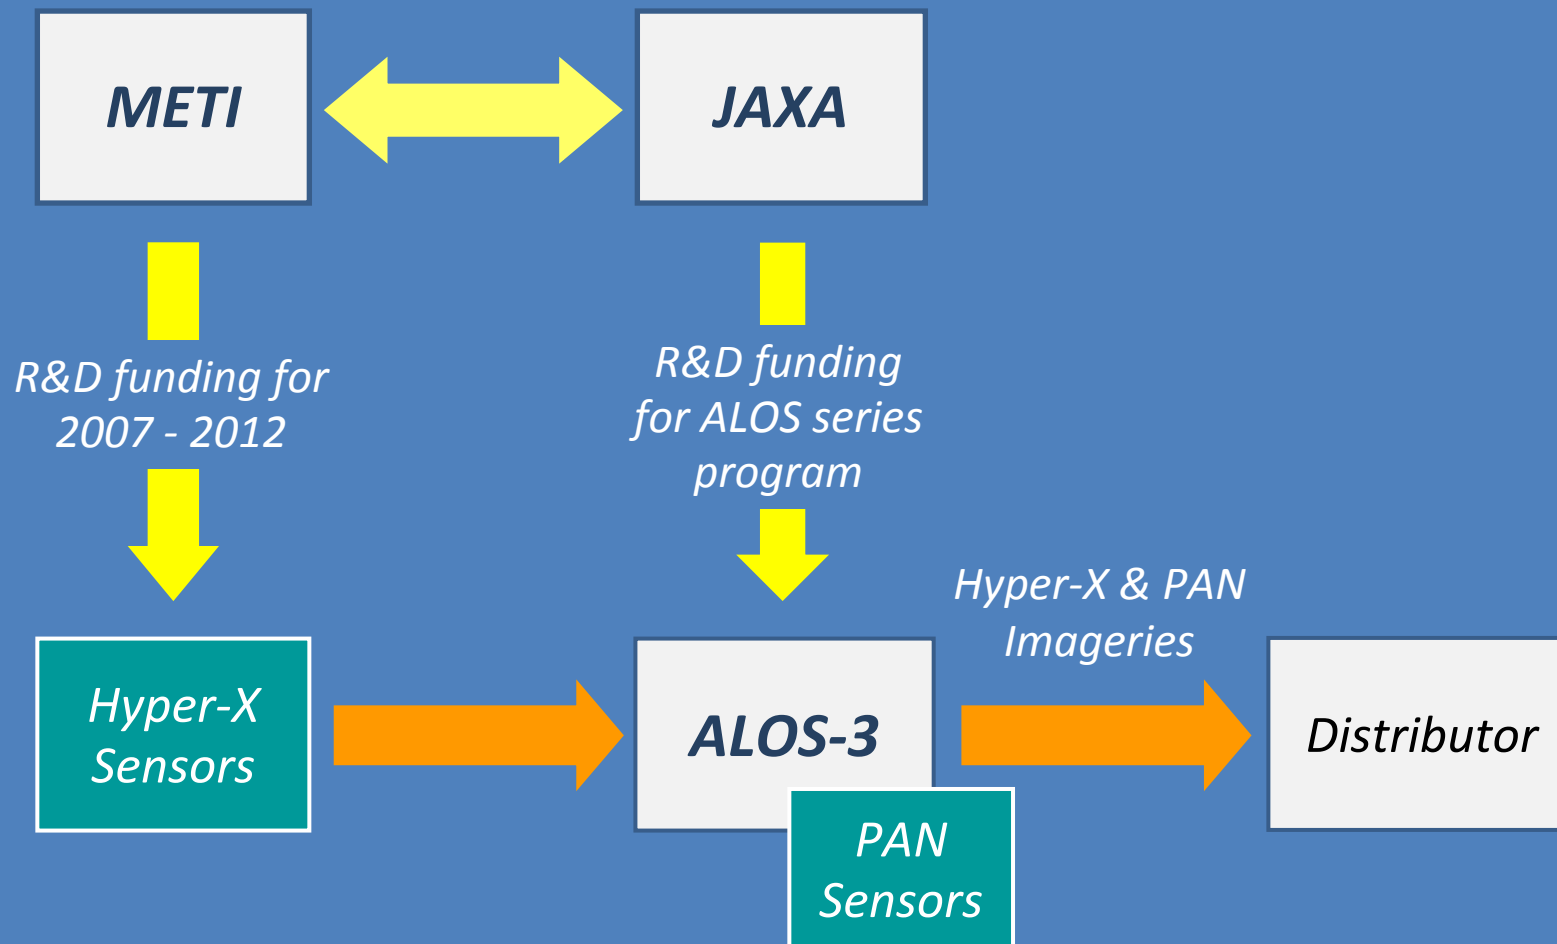 METI
JAXA
R&D funding for
2007 - 2012
R&D funding
for ALOS series
program
Hyper-X & PAN
Imageries
Hyper-X
Sensors
ALOS-3
Distributor
PAN
Sensors